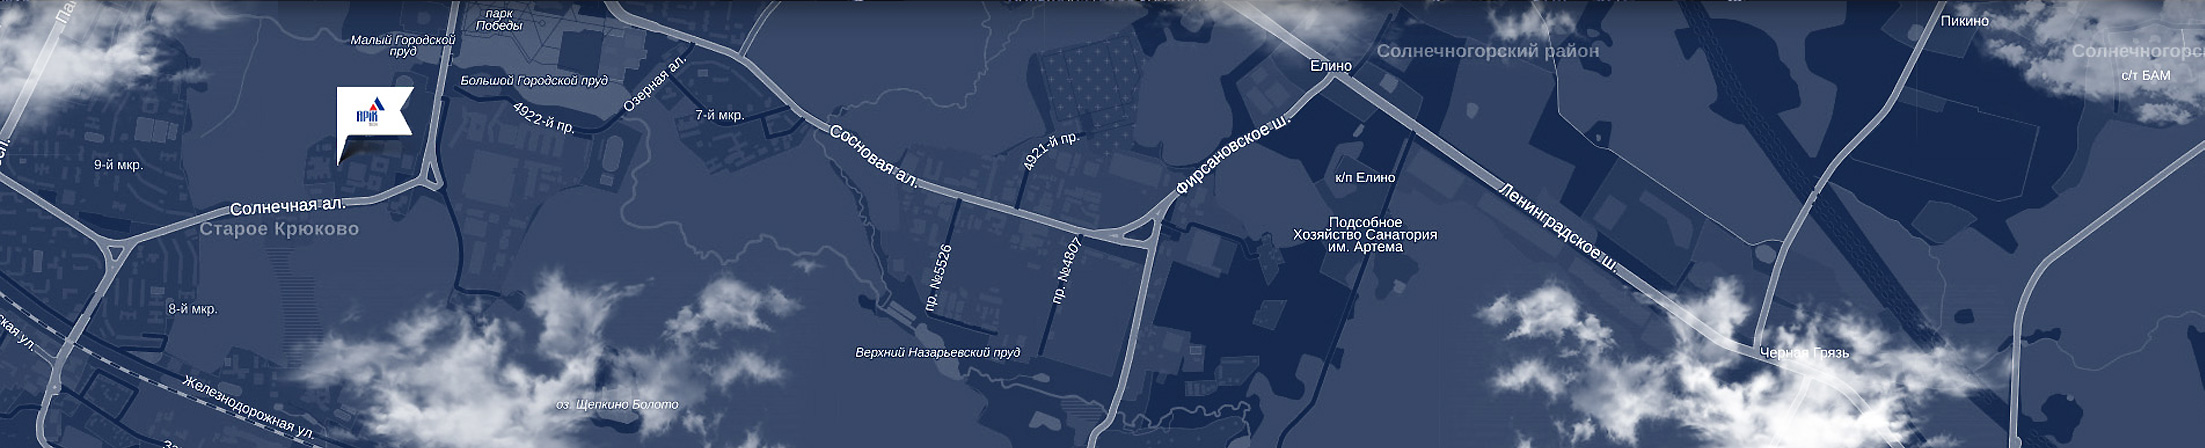 парк
Победы
Малый Городской
пруд
Большой Городской пруд
4922-й пр.
Озерная ал.
7-й мкр.
АРГК
9-й мкр.
Солнечная ал.
Старое Крюково
8-й мкр.
Железнодорожная ул.
Сосновая ал.
4921-й пр.
Фирсановское ш.
пр. №5526
пр. №4807
Верхний Назарьевский пруд
оз. Щепкино Болото
Елино
к/п Елино
Подсобное
Хозяйство Санатория
им. Артема
Ленинградское ш.
Солнечногорский район
Черная Грязь
Пикино
с/т БАМ